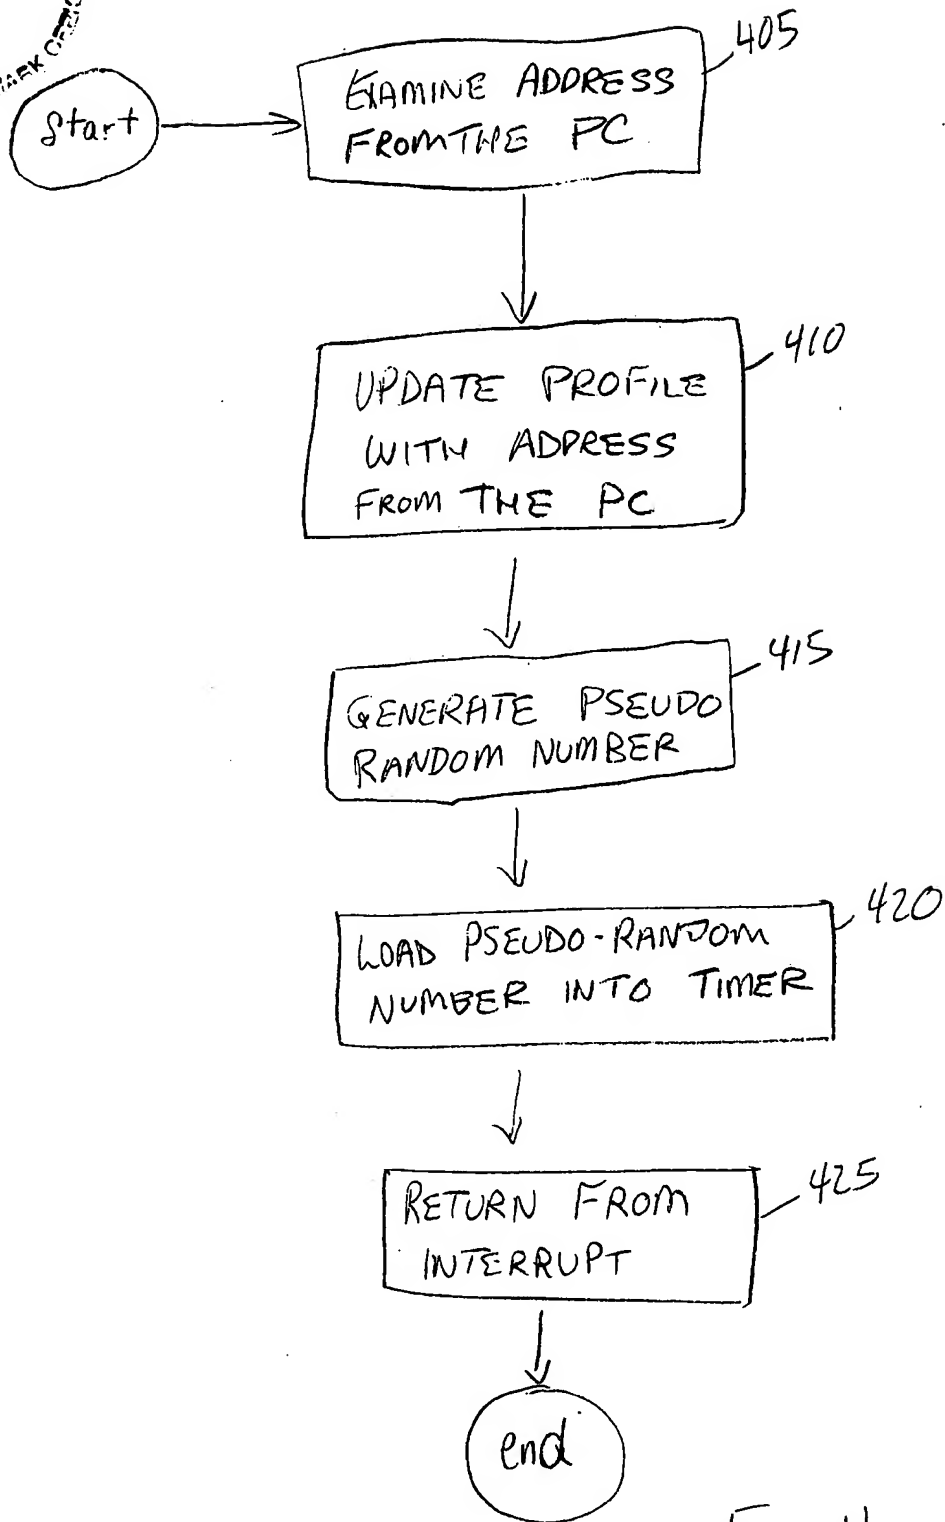 Start
EXAMINE ADDRESS
FROM THE PC
405
UPDATE PROFILE
WITH ADDRESS
FROM THE PC
410
GENERATE PSEUDO
RANDOM NUMBER
415
LOAD PSEUDO-RANDOM
NUMBER INTO TIMER
420
RETURN FROM
INTERRUPT
425
end